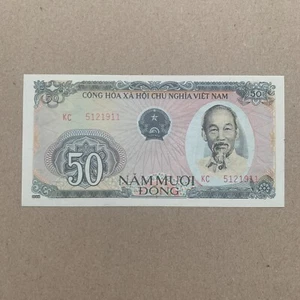 CỘNG HÒA XÃ HỘI CHỦ NGHĨA VIỆT NAM
50
KC 5121911
50
NĂM MƯƠI
ĐỒNG
KC 5121911